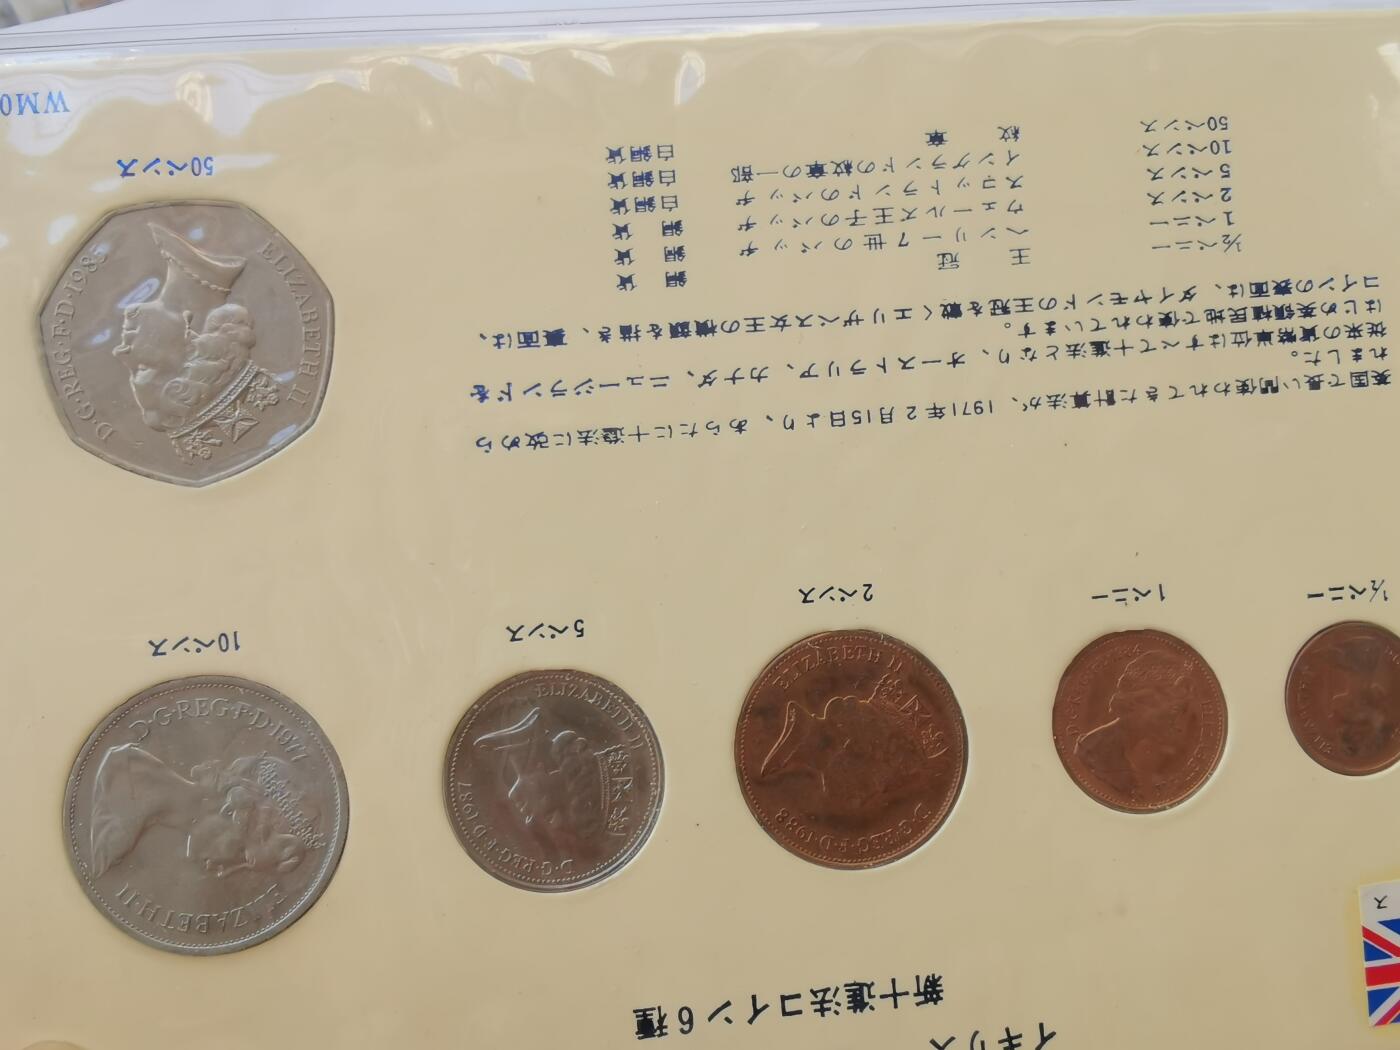 イギリス
新十進法コイン6種
ス
½ペニー
1ペニー
2ペンス
5ペンス
10ペンス
英国で長い間使われてきた計算法が、1971年2月15日より、あらたに十進法に改めら
れました。
従来の貨幣単位はすべて十進法となり、オーストラリア、カナダ、ニュージランドを
はじめ英領植民地で使われています。
コインの表面は、ダイヤモンドの王冠を戴くエリザベス女王の横顔を描き、裏面は、
½ペニー 王冠 銅貨
1ペニー ヘンリー7世のバッヂ 銅貨
2ペンス ウェールズ王子のバッヂ 銅貨
5ペンス スコットランドのバッヂ 白銅貨
10ペンス イングランドの紋章の一部 白銅貨
50ペンス 紋章 白銅貨
50ペンス
WM0
ELIZABETH II
D·G·REG·F·D·1985
D·G·REG·F·D·1977
ELIZABETH·II
ELIZABETH II
D·G·REG·F·D·1987
ELIZABETH II
D·G·REG·F·D·1988